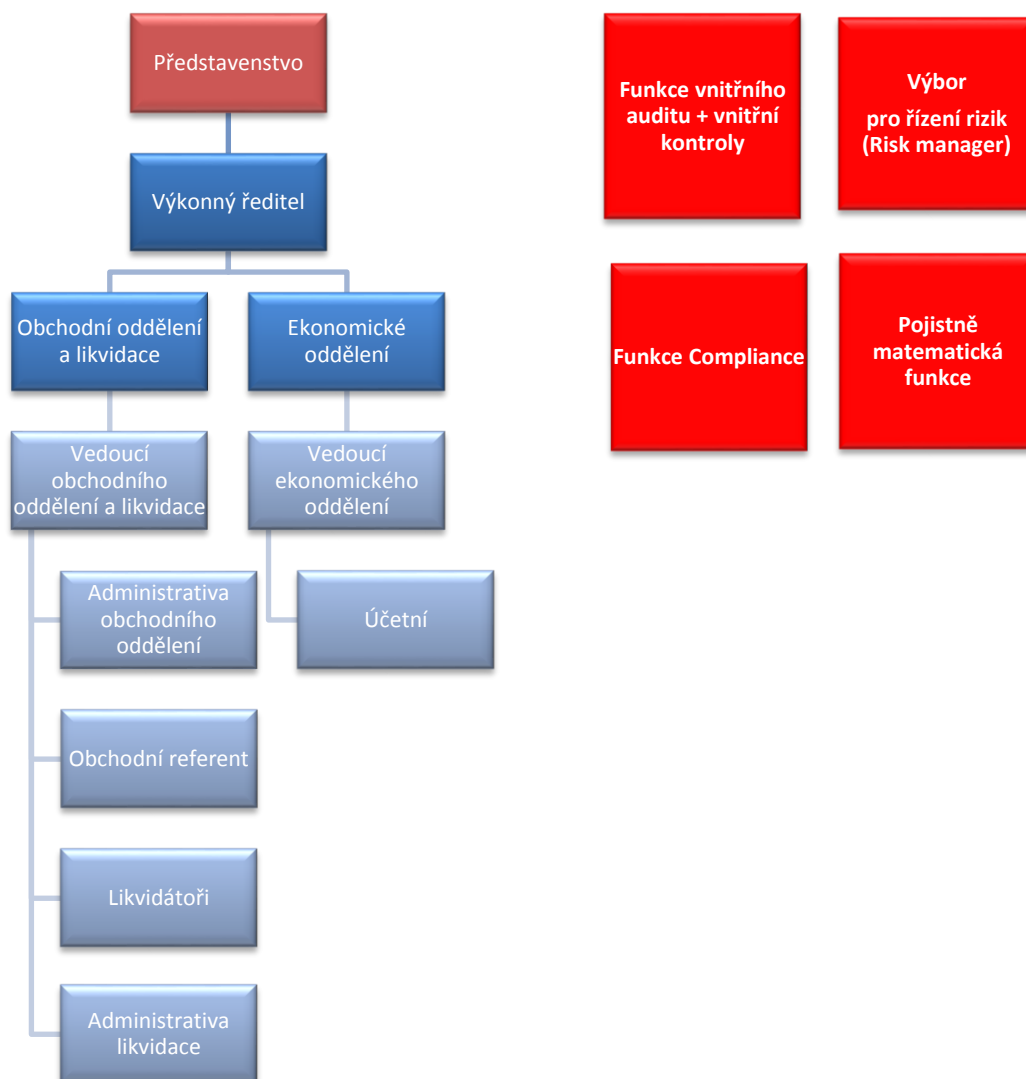 Představenstvo
Výkonný ředitel
Obchodní oddělení
a likvidace
Ekonomické
oddělení
Vedoucí
obchodního
oddělení a likvidace
Vedoucí
ekonomického
oddělení
Administrativa
obchodního
oddělení
Účetní
Obchodní referent
Likvidátoři
Administrativa
likvidace
Funkce vnitřního
auditu + vnitřní
kontroly
Výbor
pro řízení rizik
(Risk manager)
Funkce Compliance
Pojistně
matematická
funkce